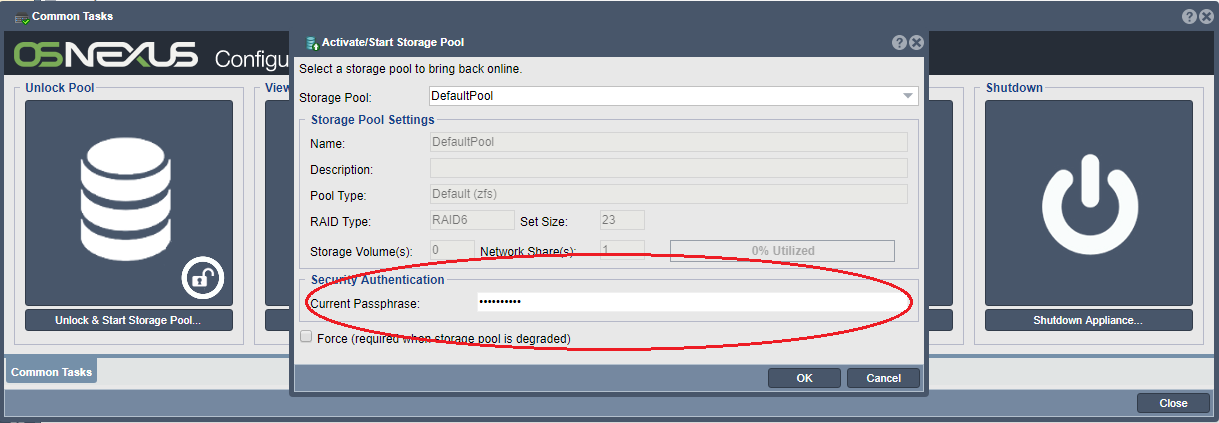 Common Tasks
OSNEXUS Configu
Activate/Start Storage Pool
Select a storage pool to bring back online.
Storage Pool: DefaultPool
Storage Pool Settings
Name: DefaultPool
Description:
Pool Type: Default (zfs)
RAID Type: RAID6 Set Size: 23
Storage Volume(s): 0 Network Share(s): 1 0% Utilized
Security Authentication
Current Passphrase: ••••••••••
Force (required when storage pool is degraded)
OK Cancel
Unlock Pool
View
Shutdown
Unlock & Start Storage Pool...
Shutdown Appliance...
Common Tasks
Close